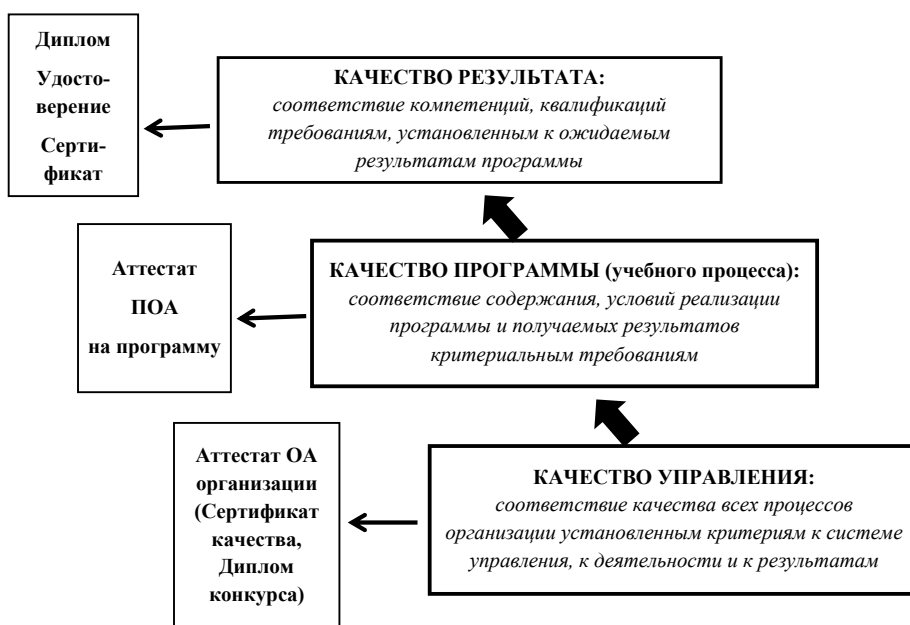 Диплом
Удосто-
верение
Серти-
фикат
КАЧЕСТВО РЕЗУЛЬТАТА:
соответствие компетенций, квалификаций
требованиям, установленным к ожидаемым
результатам программы
Аттестат
ПОА
на программу
КАЧЕСТВО ПРОГРАММЫ (учебного процесса):
соответствие содержания, условий реализации
программы и получаемых результатов
критериальным требованиям
Аттестат ОА
организации
(Сертификат
качества,
Диплом
конкурса)
КАЧЕСТВО УПРАВЛЕНИЯ:
соответствие качества всех процессов
организации установленным критериям к системе
управления, к деятельности и к результатам